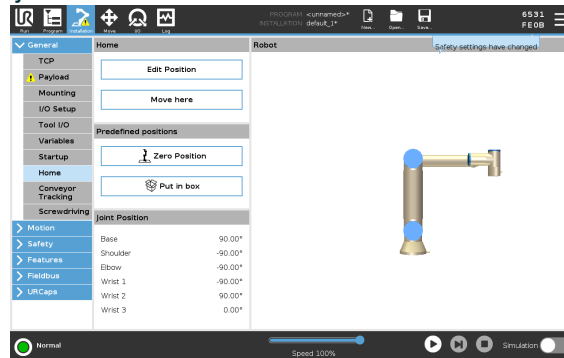 Run Program Installation Move I/O Log
PROGRAM <unnamed>*
INSTALLATION default_1*
New... Open... Save...
6531
FE0B
General
TCP
Payload
Mounting
I/O Setup
Tool I/O
Variables
Startup
Home
Conveyor
Tracking
Screwdriving
Motion
Safety
Features
Fieldbus
URCaps
Home
Edit Position
Move here
Predefined positions
Zero Position
Put in box
Joint Position
Base 90.00°
Shoulder -90.00°
Elbow -90.00°
Wrist 1 -90.00°
Wrist 2 90.00°
Wrist 3 0.00°
Robot
Safety settings have changed
Normal
Speed 100%
Simulation